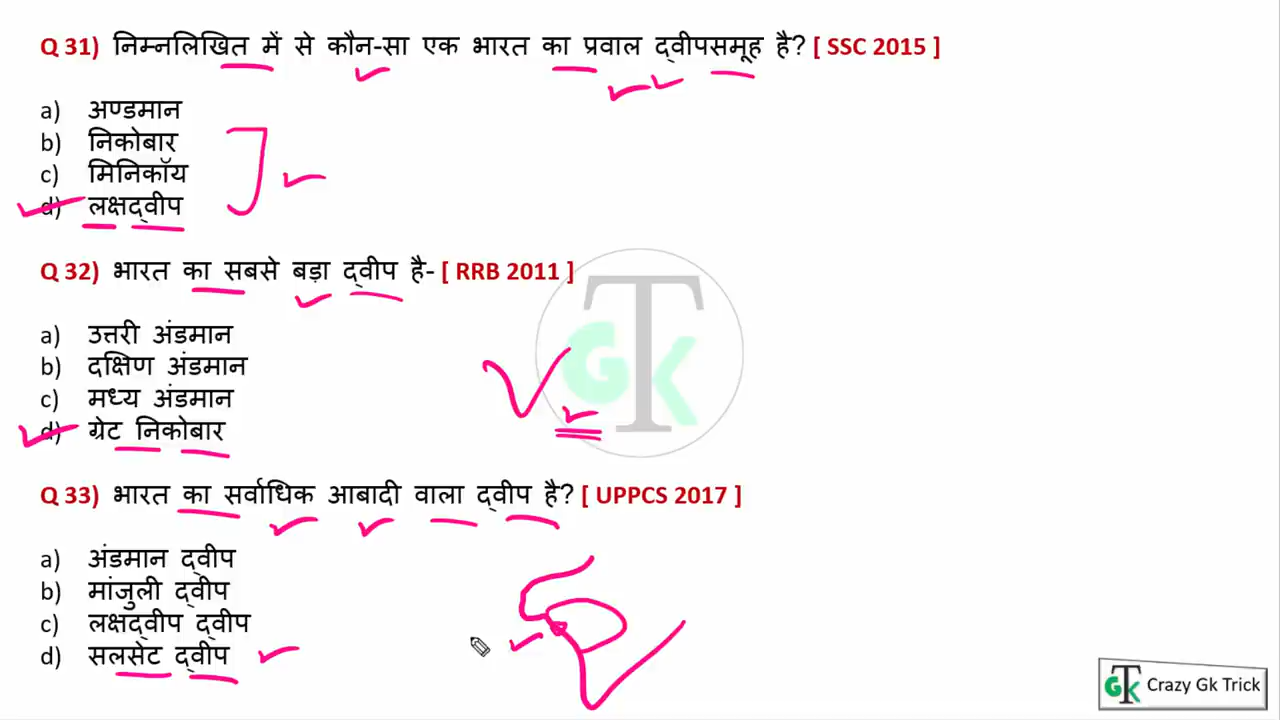 Q 31) निम्नलिखित में से कौन-सा एक भारत का प्रवाल द्वीपसमूह है? [ SSC 2015 ]
a) अण्डमान
b) निकोबार
c) मिनिकॉय
d) लक्षद्वीप
Q 32) भारत का सबसे बड़ा द्वीप है- [ RRB 2011 ]
a) उत्तरी अंडमान
b) दक्षिण अंडमान
c) मध्य अंडमान
d) ग्रेट निकोबार
Q 33) भारत का सर्वाधिक आबादी वाला द्वीप है? [ UPPCS 2017 ]
a) अंडमान द्वीप
b) मांजुली द्वीप
c) लक्षद्वीप द्वीप
d) सलसेट द्वीप
GTK
GTK Crazy Gk Trick